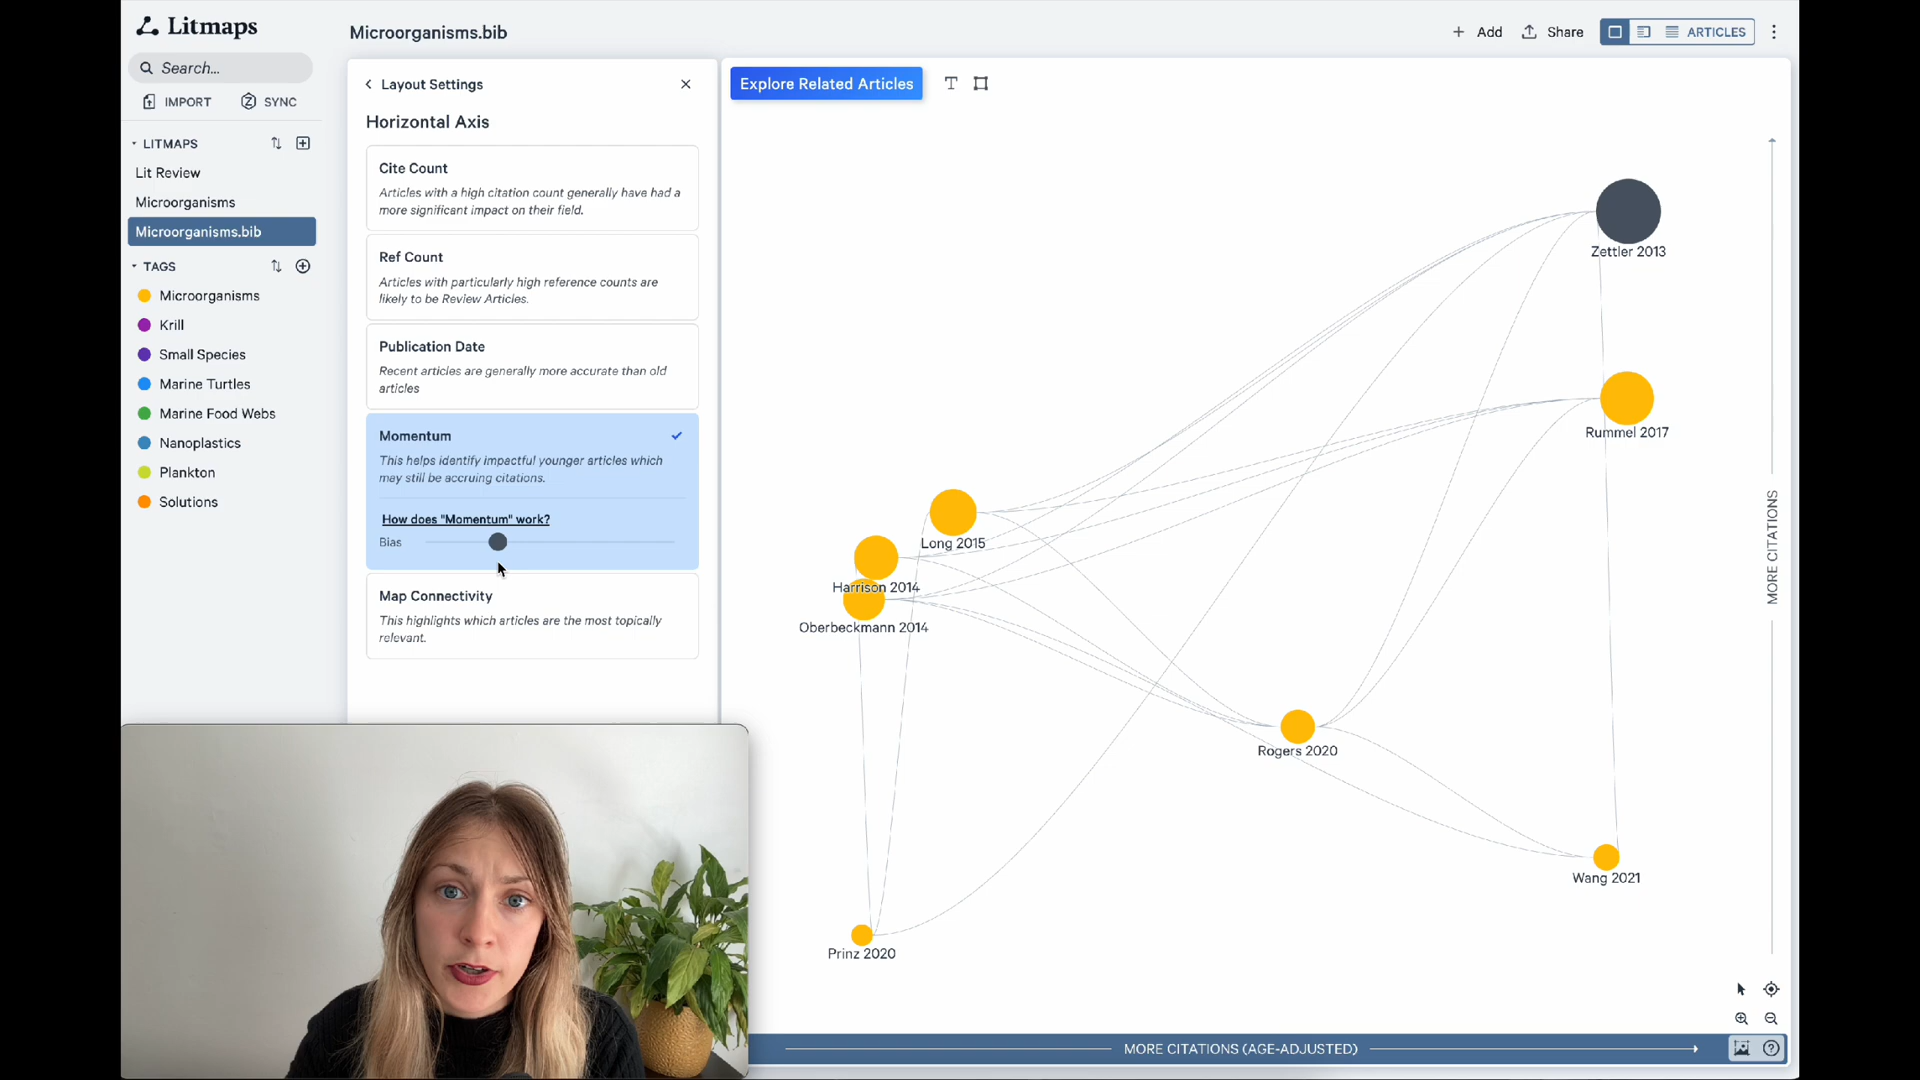 Litmaps
Search...
IMPORT
SYNC
LITMAPS
Lit Review
Microorganisms
Microorganisms.bib
TAGS
Microorganisms
Krill
Small Species
Marine Turtles
Marine Food Webs
Nanoplastics
Plankton
Solutions
Microorganisms.bib
Add
Share
ARTICLES
Layout Settings
Horizontal Axis
Cite Count
Articles with a high citation count generally have had a
more significant impact on their field.
Ref Count
Articles with particularly high reference counts are
likely to be Review Articles.
Publication Date
Recent articles are generally more accurate than old
articles
Momentum
This helps identify impactful younger articles which
may still be accruing citations.
How does "Momentum" work?
Bias
Map Connectivity
This highlights which articles are the most topically
relevant.
Explore Related Articles
T
Zettler 2013
Rummel 2017
Long 2015
Harrison 2014
Oberbeckmann 2014
Rogers 2020
Wang 2021
Prinz 2020
MORE CITATIONS
MORE CITATIONS (AGE-ADJUSTED)